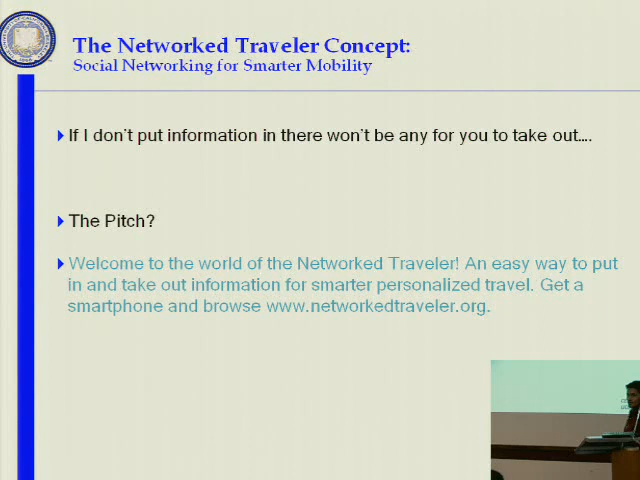 The Networked Traveler Concept:
Social Networking for Smarter Mobility
If I don't put information in there won't be any for you to take out....
The Pitch?
Welcome to the world of the Networked Traveler! An easy way to put
in and take out information for smarter personalized travel. Get a
smartphone and browse www.networkedtraveler.org.